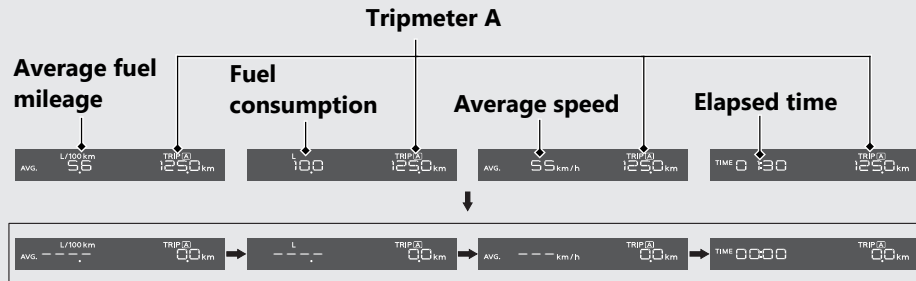 Tripmeter A
Average fuel
mileage
Fuel
consumption
Average speed
Elapsed time
AVG. L/100 km 5.6 TRIP A 125.0 km
L 10.0 TRIP A 125.0 km
AVG. 55 km/h TRIP A 125.0 km
TIME 01:30 TRIP A 125.0 km
AVG. L/100 km ----.- TRIP A 0.0 km
L ----.- TRIP A 0.0 km
AVG. --- km/h TRIP A 0.0 km
TIME 00:00 TRIP A 0.0 km